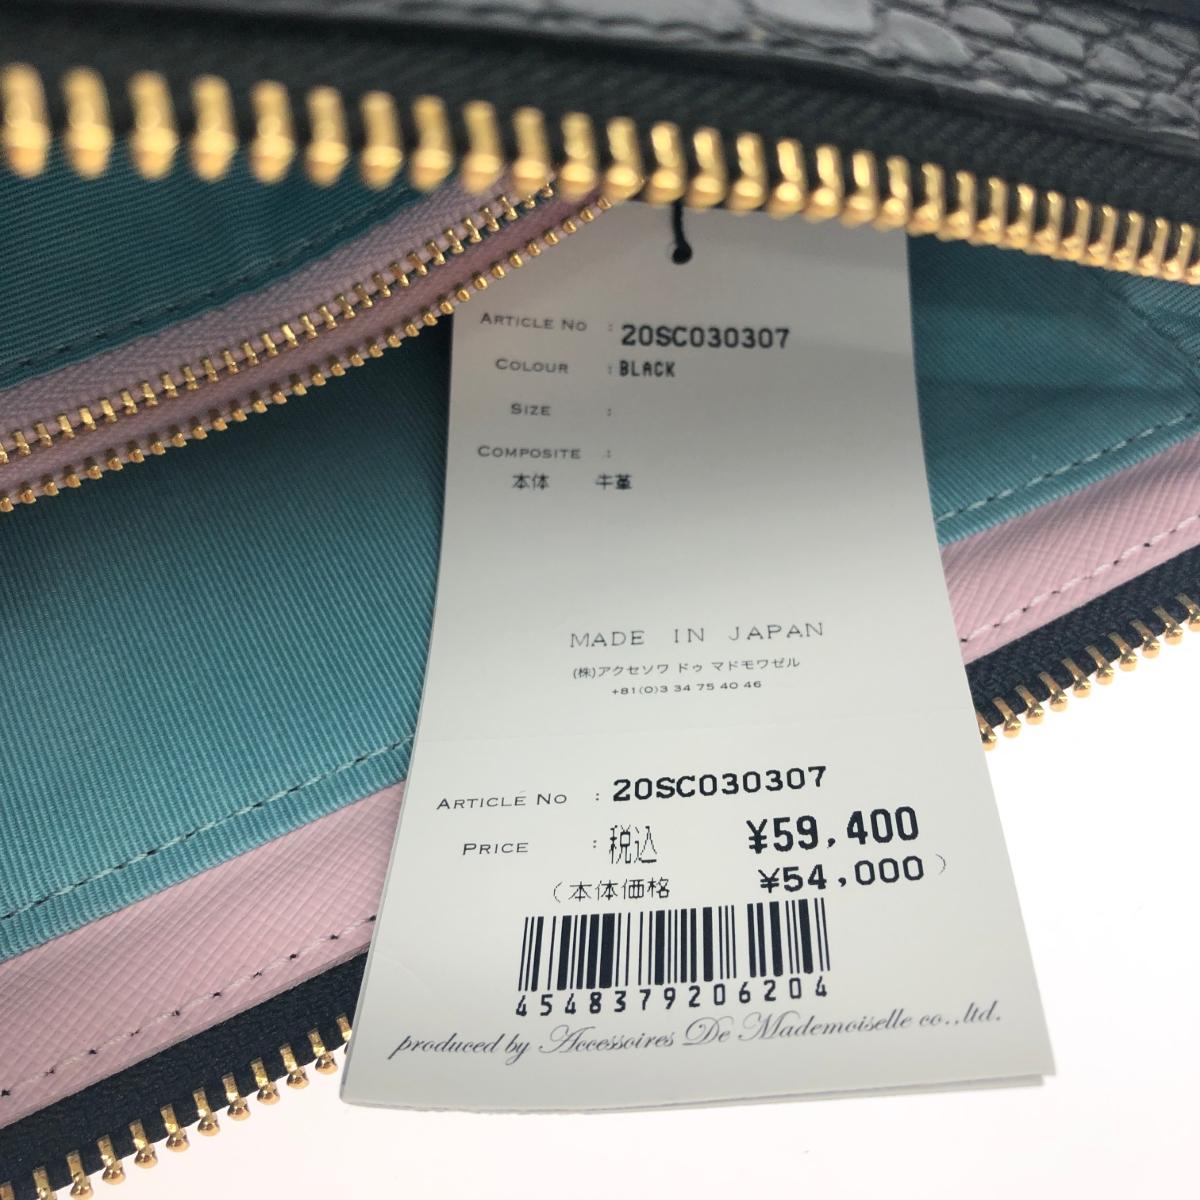 ARTICLE NO : 20SC030307
COLOUR : BLACK
SIZE :
COMPOSITE :
本体 牛革
MADE IN JAPAN
(株)アクセソワ ドゥ マドモワゼル
+81(0)3 34 75 40 46
ARTICLE NO : 20SC030307
PRICE : 税込 ¥59,400
(本体価格 ¥54,000)
4548379206204
produced by Accessoires De Mademoiselle co.,ltd.